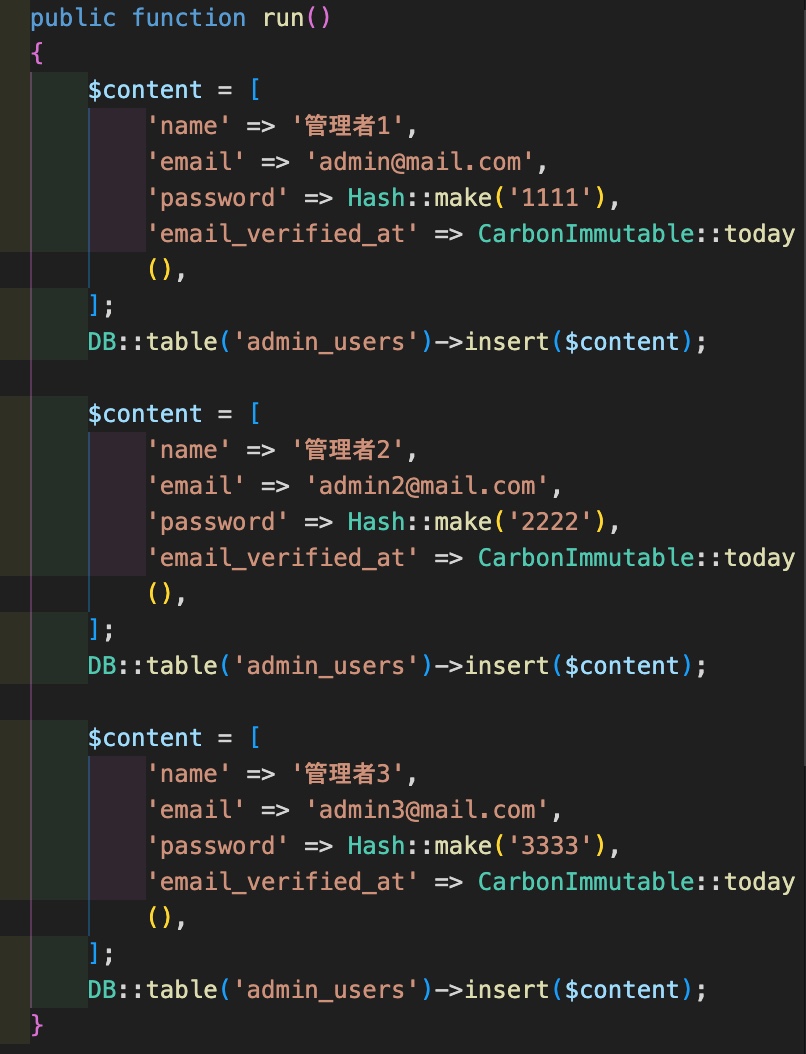 public function run()
{
    $content = [
        'name' => '管理者1',
        'email' => 'admin@mail.com',
        'password' => Hash::make('1111'),
        'email_verified_at' => CarbonImmutable::today
        (),
    ];
    DB::table('admin_users')->insert($content);

    $content = [
        'name' => '管理者2',
        'email' => 'admin2@mail.com',
        'password' => Hash::make('2222'),
        'email_verified_at' => CarbonImmutable::today
        (),
    ];
    DB::table('admin_users')->insert($content);

    $content = [
        'name' => '管理者3',
        'email' => 'admin3@mail.com',
        'password' => Hash::make('3333'),
        'email_verified_at' => CarbonImmutable::today
        (),
    ];
    DB::table('admin_users')->insert($content);
}